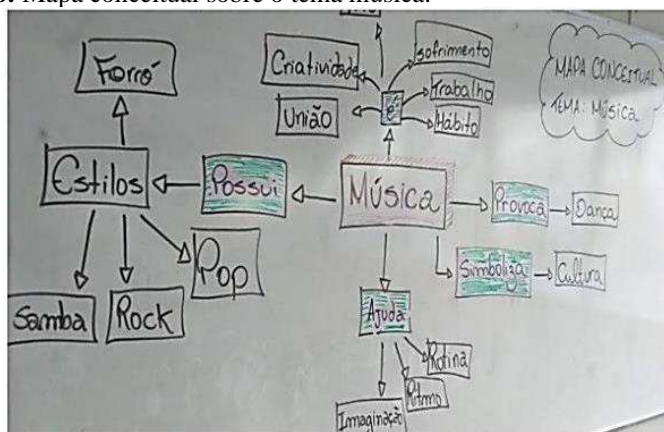 Mapa conceitual sobre o tema música.
Forró
Criatividade
sofrimento
MAPA CONCEITUAL
TEMA: MÚSICA
União
é
trabalho
Hábito
Estilos
Possui
MÚSICA
Provoca
Dança
Simboliza
Cultura
Pop
Samba
Rock
Ajuda
Rotina
Ritmo
Imaginação